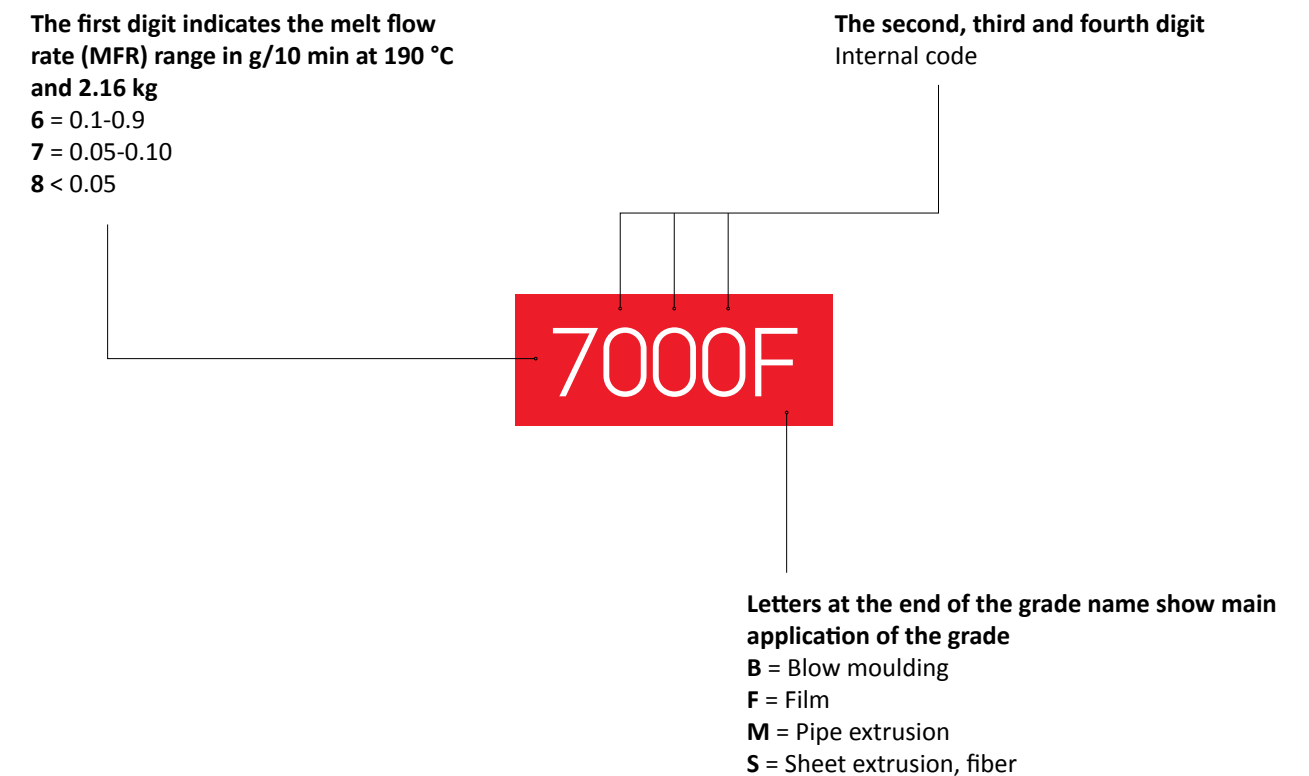 The first digit indicates the melt flow
rate (MFR) range in g/10 min at 190 °C
and 2.16 kg
6 = 0.1-0.9
7 = 0.05-0.10
8 < 0.05
The second, third and fourth digit
Internal code
7000F
Letters at the end of the grade name show main
application of the grade
B = Blow moulding
F = Film
M = Pipe extrusion
S = Sheet extrusion, fiber